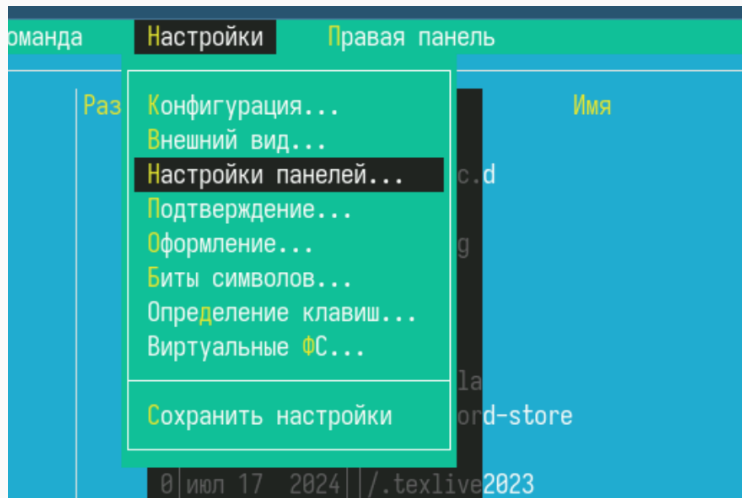 оманда Настройки Правая панель
Раз Имя
Конфигурация...
Внешний вид...
Настройки панелей... c.d
Подтверждение...
Оформление... g
Биты символов...
Определение клавиш...
Виртуальные ФС...
la
Сохранить настройки ord-store
0|июл 17 2024||/.texlive2023